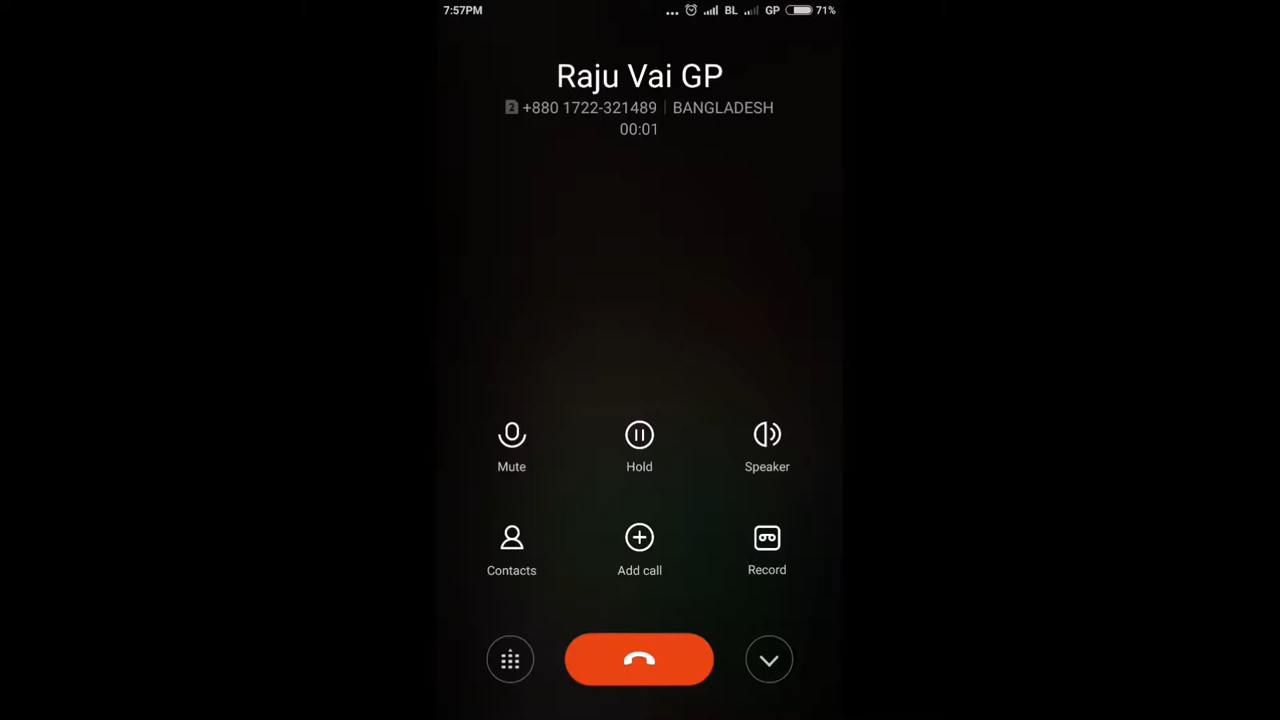 7:57PM ... BL GP 71%
Raju Vai GP
2 +880 1722-321489 | BANGLADESH
00:01
Mute Hold Speaker
Contacts Add call Record